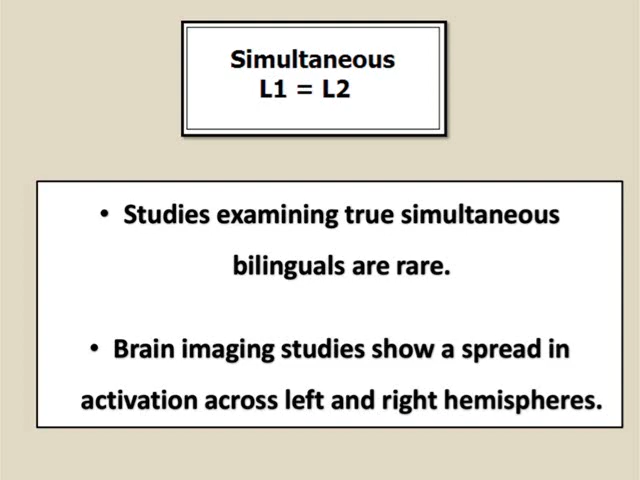 Simultaneous
L1 = L2
• Studies examining true simultaneous
bilinguals are rare.
• Brain imaging studies show a spread in
activation across left and right hemispheres.